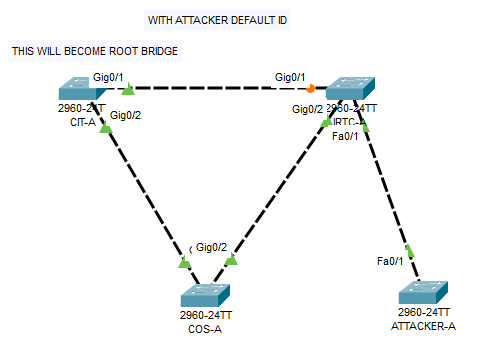 WITH ATTACKER DEFAULT ID
THIS WILL BECOME ROOT BRIDGE
Gig0/1
Gig0/1
2960-24T
CIT-A
Gig0/2
Gig0/2
2960-24TT
IRTC-A
Fa0/1
Gig0/2
Fa0/1
2960-24TT
COS-A
2960-24TT
ATTACKER-A